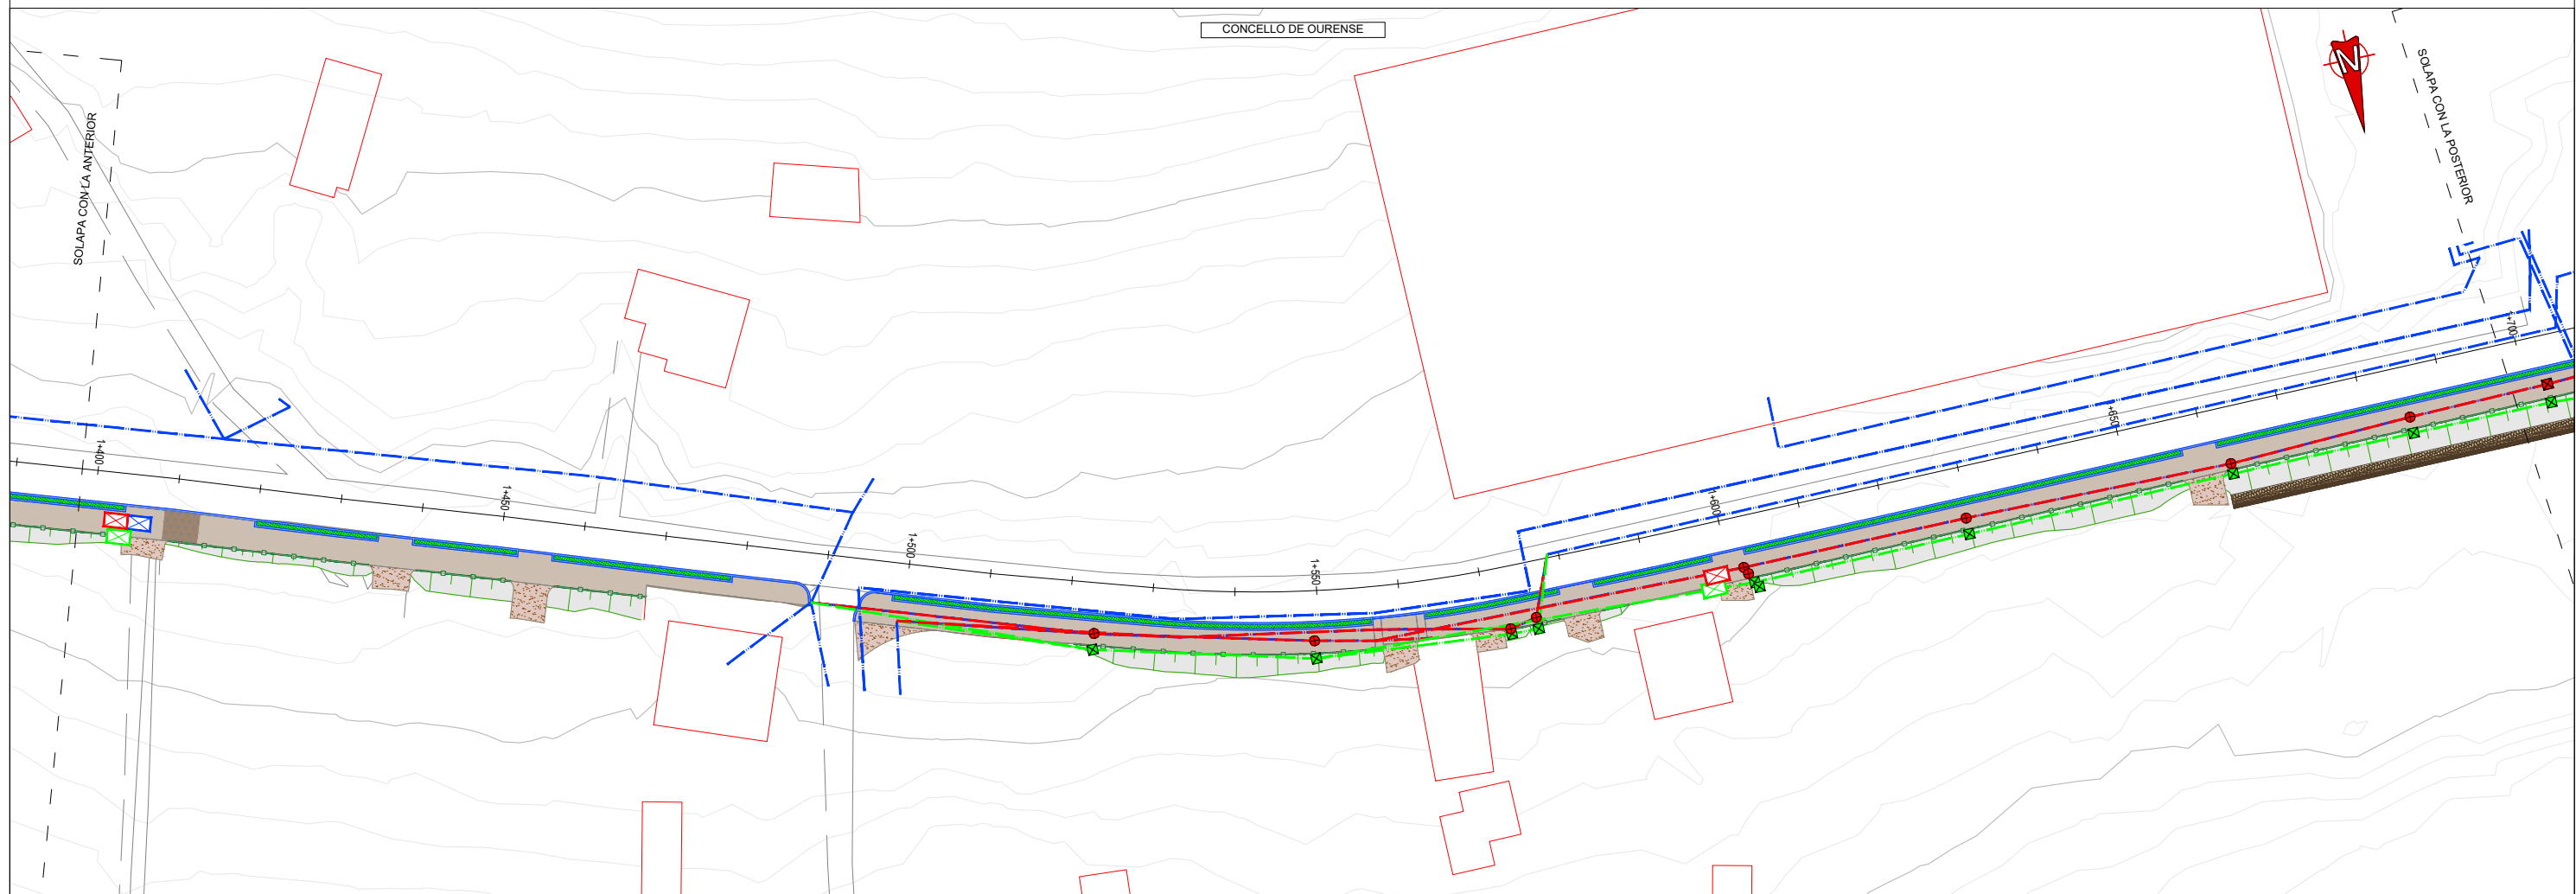 CONCELLO DE OURENSE
N
SOLAPA CON LA ANTERIOR
SOLAPA CON LA POSTERIOR
1+400
1+450
1+500
1+550
1+600
1+650
1+700